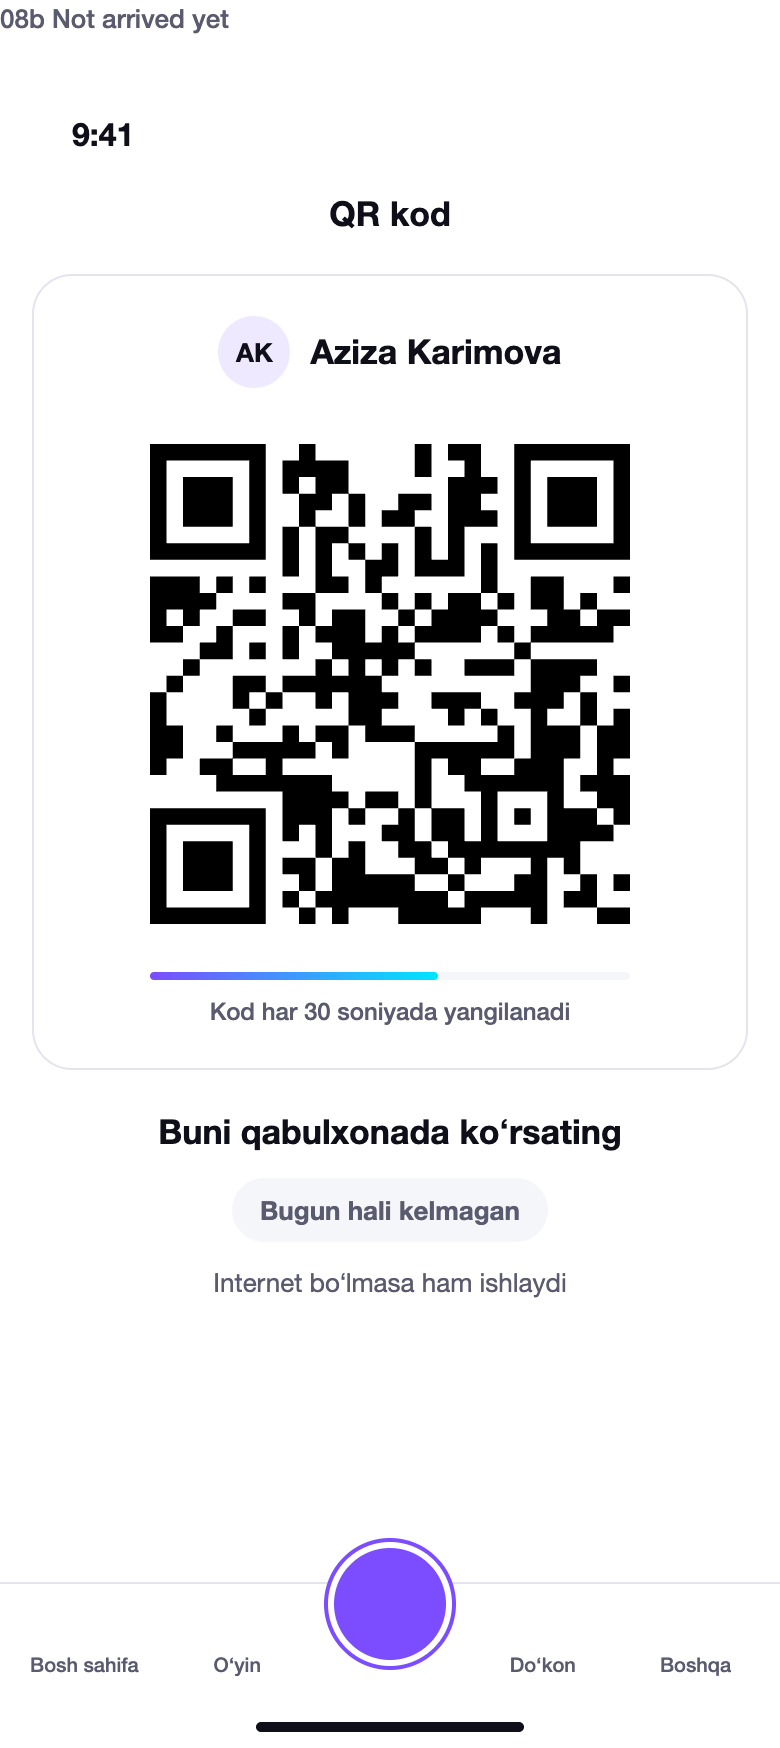 08b Not arrived yet
9:41
QR kod
AK Aziza Karimova
Kod har 30 soniyada yangilanadi
Buni qabulxonada ko‘rsating
Bugun hali kelmagan
Internet bo‘lmasa ham ishlaydi
Bosh sahifa O‘yin Do‘kon Boshqa